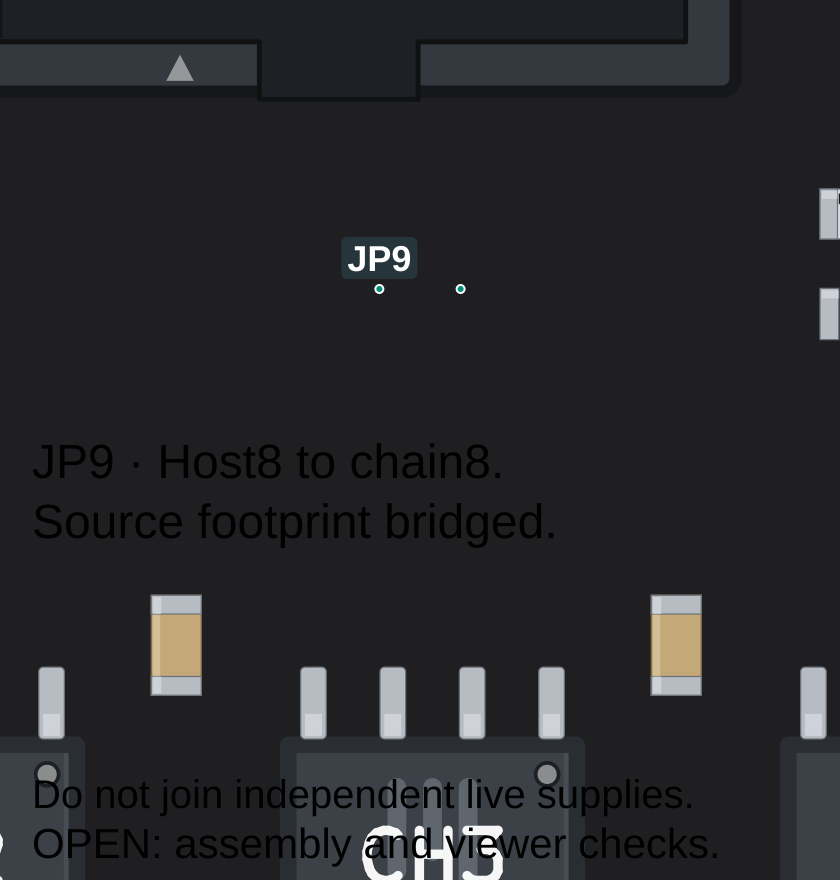 JP9
JP9 · Host8 to chain8.
Source footprint bridged.
Do not join independent live supplies.
CH5
OPEN: assembly and viewer checks.